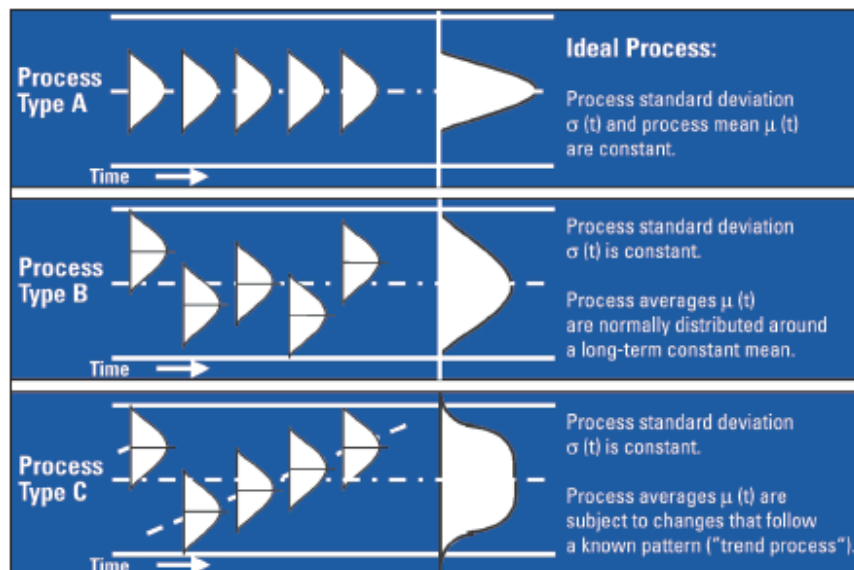 Process
Type A
Time
Ideal Process:
Process standard deviation
σ (t) and process mean μ (t)
are constant.
Process
Type B
Time
Process standard deviation
σ (t) is constant.
Process averages μ (t)
are normally distributed around
a long-term constant mean.
Process
Type C
Time
Process standard deviation
σ (t) is constant.
Process averages μ (t) are
subject to changes that follow
a known pattern ("trend process").